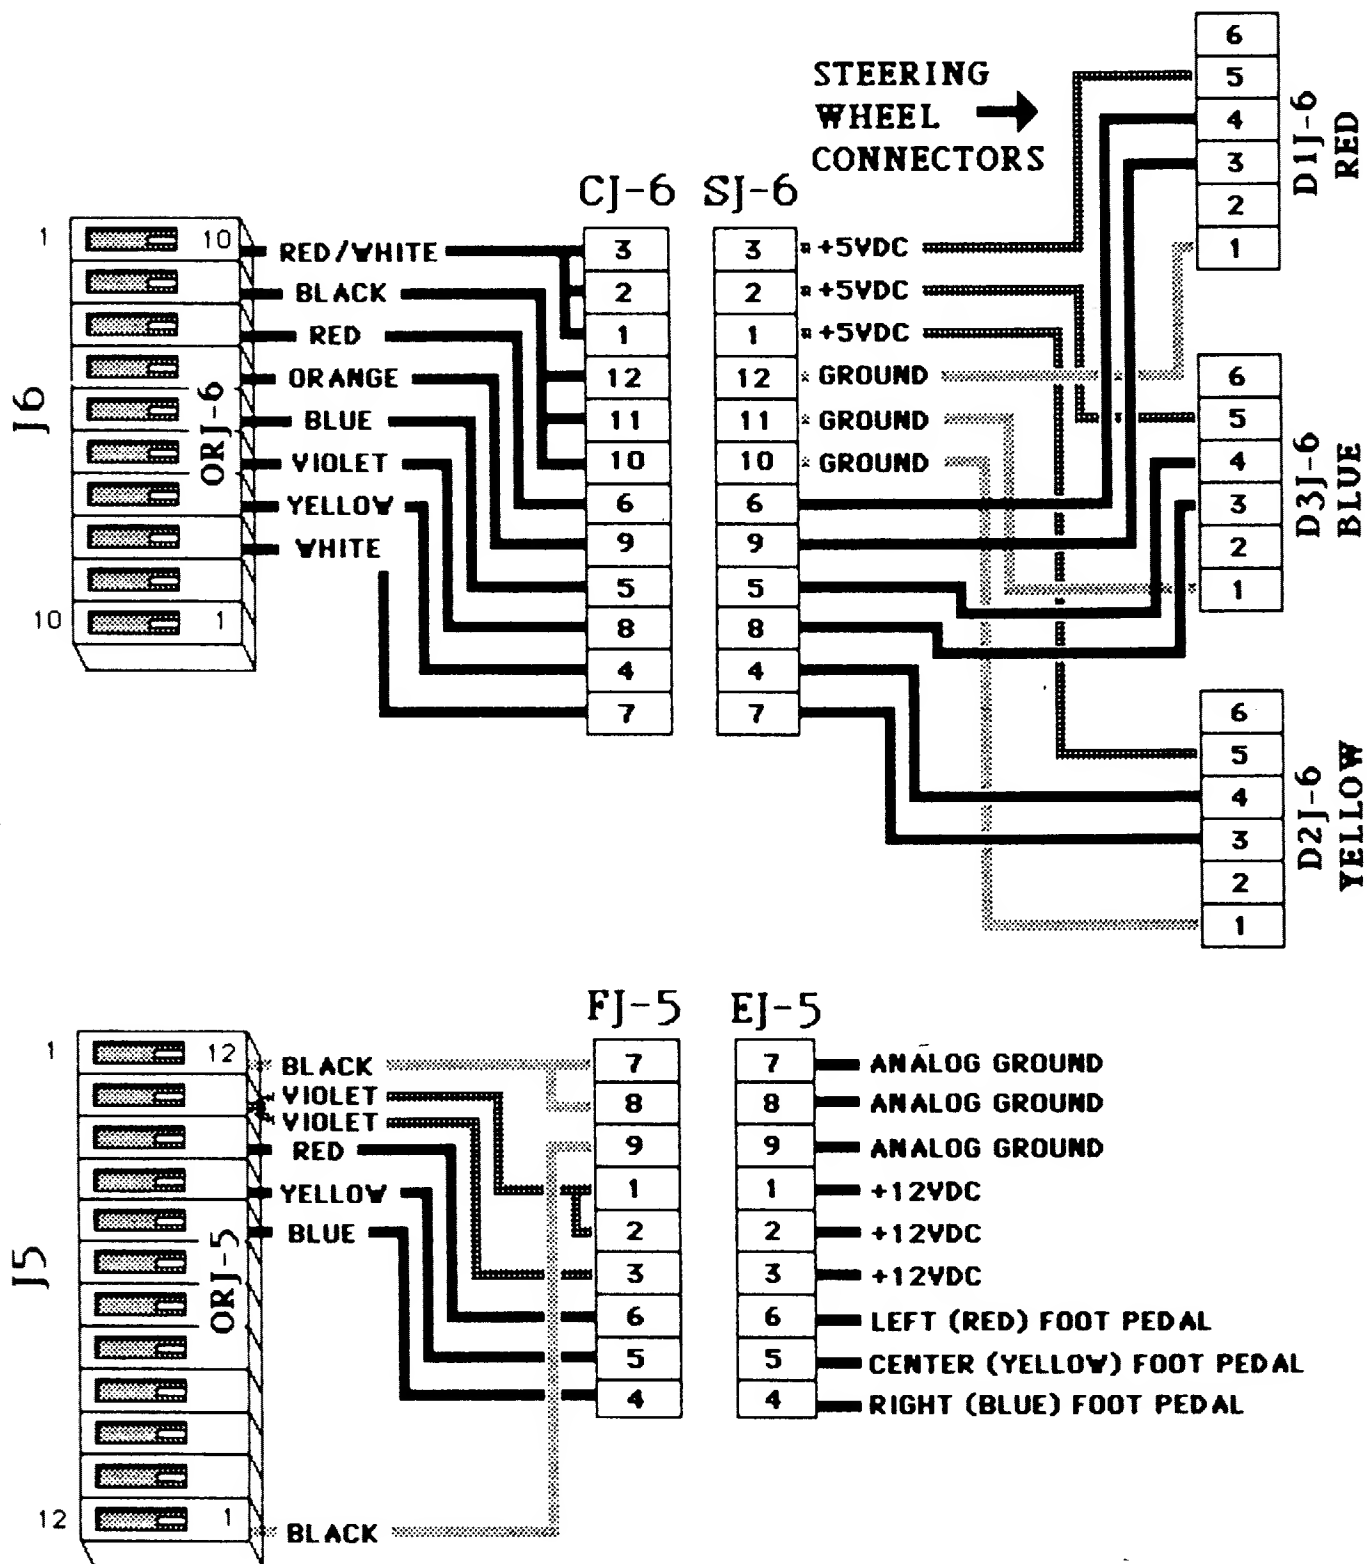 STEERING
WHEEL
CONNECTORS
6
5
4
3
2
1
D1J-6
RED
CJ-6
SJ-6
1
10
10
1
J6
ORJ-6
RED/WHITE
BLACK
RED
ORANGE
BLUE
VIOLET
YELLOW
WHITE
3
2
1
12
11
10
6
9
5
8
4
7
3
2
1
12
11
10
6
9
5
8
4
7
+5VDC
+5VDC
+5VDC
GROUND
GROUND
GROUND
6
5
4
3
2
1
D3J-6
BLUE
6
5
4
3
2
1
D2J-6
YELLOW
FJ-5
EJ-5
1
12
12
1
J5
ORJ-5
BLACK
VIOLET
VIOLET
RED
YELLOW
BLUE
BLACK
7
8
9
1
2
3
6
5
4
7
8
9
1
2
3
6
5
4
ANALOG GROUND
ANALOG GROUND
ANALOG GROUND
+12VDC
+12VDC
+12VDC
LEFT (RED) FOOT PEDAL
CENTER (YELLOW) FOOT PEDAL
RIGHT (BLUE) FOOT PEDAL